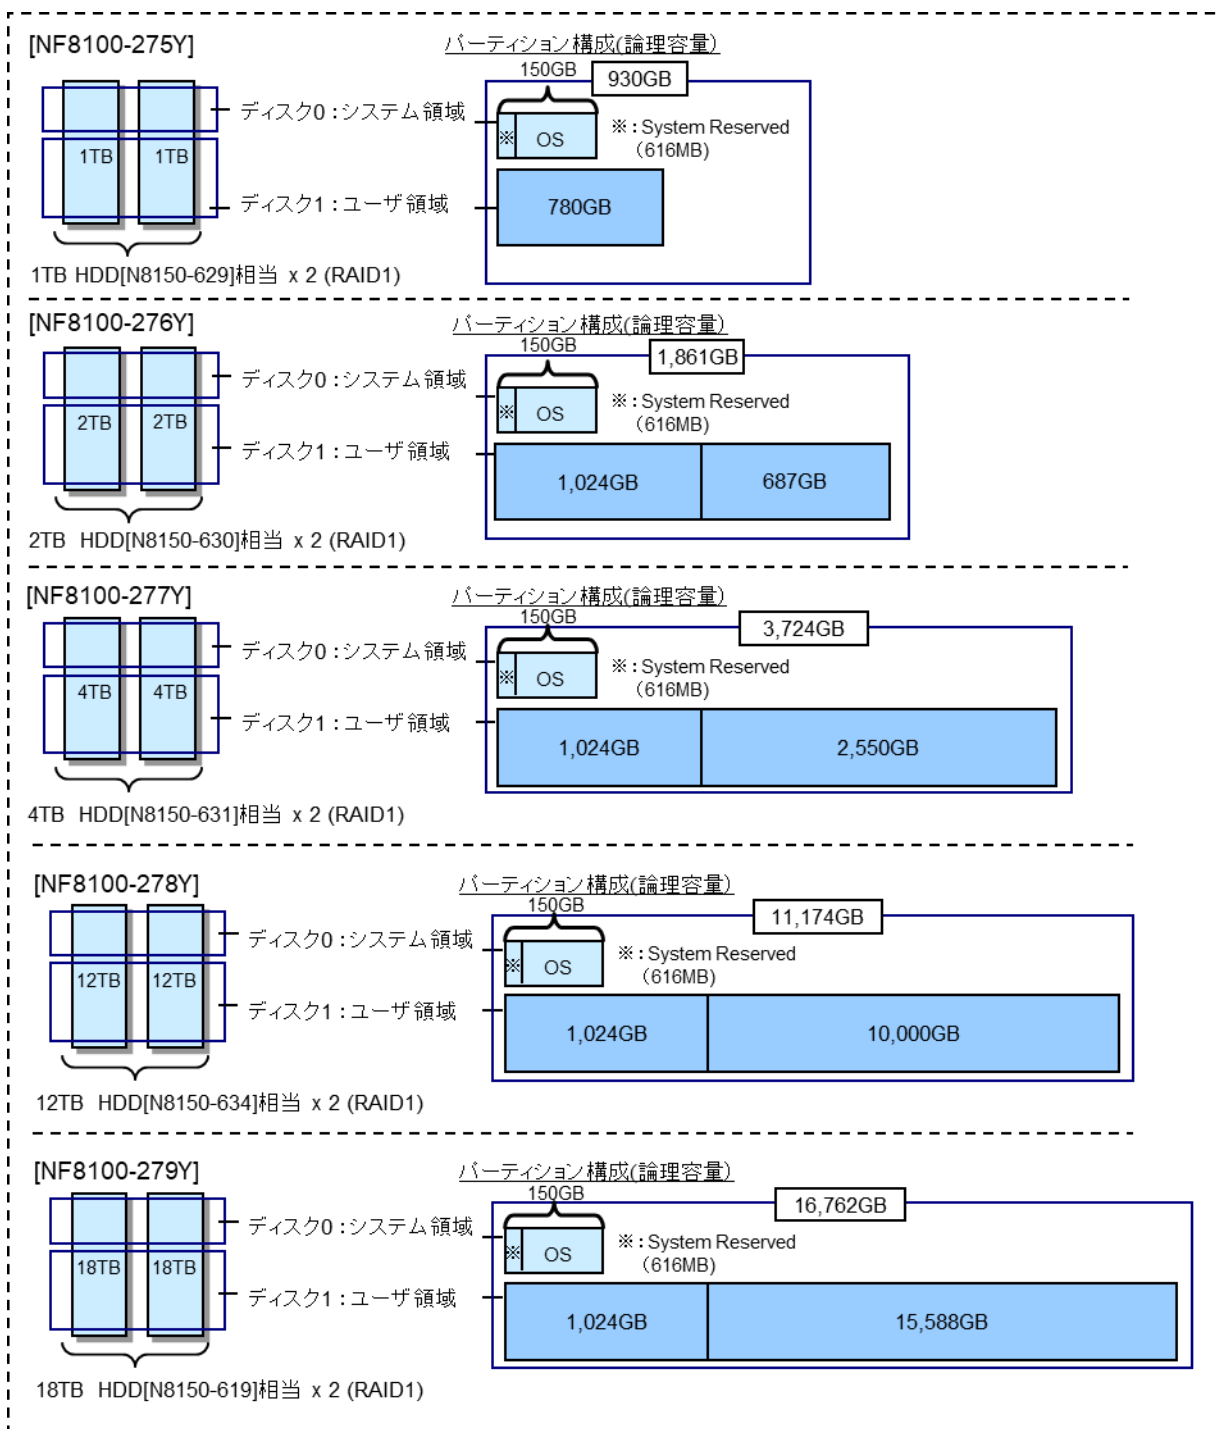 [NF8100-275Y]
パーティション構成(論理容量)
150GB
930GB
ディスク0：システム領域
※
OS
※：System Reserved
（616MB)
1TB
1TB
ディスク1：ユーザ領域
780GB
1TB HDD[N8150-629]相当 x 2 (RAID1)
[NF8100-276Y]
パーティション構成(論理容量)
150GB
1,861GB
ディスク0：システム領域
※
OS
※：System Reserved
（616MB)
2TB
2TB
ディスク1：ユーザ領域
1,024GB
687GB
2TB HDD[N8150-630]相当 x 2 (RAID1)
[NF8100-277Y]
パーティション構成(論理容量)
150GB
3,724GB
ディスク0：システム領域
※
OS
※：System Reserved
（616MB)
4TB
4TB
ディスク1：ユーザ領域
1,024GB
2,550GB
4TB HDD[N8150-631]相当 x 2 (RAID1)
[NF8100-278Y]
パーティション構成(論理容量)
150GB
11,174GB
ディスク0：システム領域
※
OS
※：System Reserved
（616MB)
12TB
12TB
ディスク1：ユーザ領域
1,024GB
10,000GB
12TB HDD[N8150-634]相当 x 2 (RAID1)
[NF8100-279Y]
パーティション構成(論理容量)
150GB
16,762GB
ディスク0：システム領域
※
OS
※：System Reserved
（616MB)
18TB
18TB
ディスク1：ユーザ領域
1,024GB
15,588GB
18TB HDD[N8150-619]相当 x 2 (RAID1)